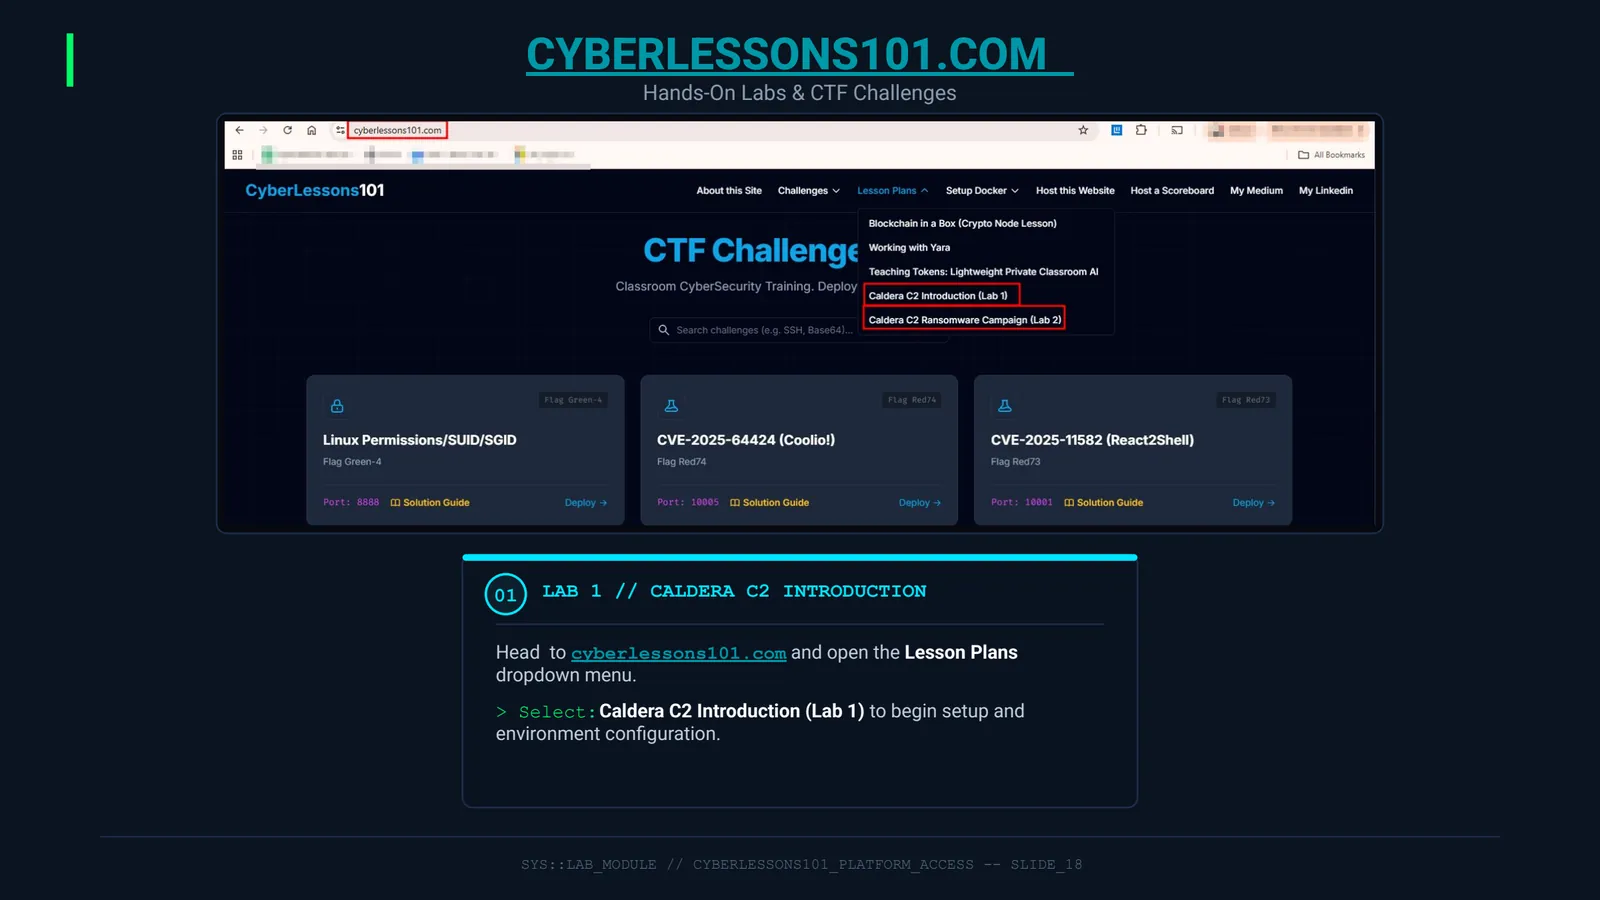 CYBERLESSONS101.COM
Hands-On Labs & CTF Challenges
cyberlessons101.com
All Bookmarks
CyberLessons101
About this Site
Challenges
Lesson Plans
Setup Docker
Host this Website
Host a Scoreboard
My Medium
My Linkedin
Blockchain in a Box (Crypto Node Lesson)
Working with Yara
Teaching Tokens: Lightweight Private Classroom AI
Caldera C2 Introduction (Lab 1)
Caldera C2 Ransomware Campaign (Lab 2)
CTF Challenge
Classroom CyberSecurity Training. Deploy
Search challenges (e.g. SSH, Base64)...
Flag Green-4
Linux Permissions/SUID/SGID
Flag Green-4
Port: 8888
Solution Guide
Deploy →
Flag Red74
CVE-2025-64424 (Coolio!)
Flag Red74
Port: 10005
Solution Guide
Deploy →
Flag Red73
CVE-2025-11582 (React2Shell)
Flag Red73
Port: 10001
Solution Guide
Deploy →
01
LAB 1 // CALDERA C2 INTRODUCTION
Head to cyberlessons101.com and open the Lesson Plans
dropdown menu.
> Select: Caldera C2 Introduction (Lab 1) to begin setup and
environment configuration.
SYS::LAB_MODULE // CYBERLESSONS101_PLATFORM_ACCESS -- SLIDE_18